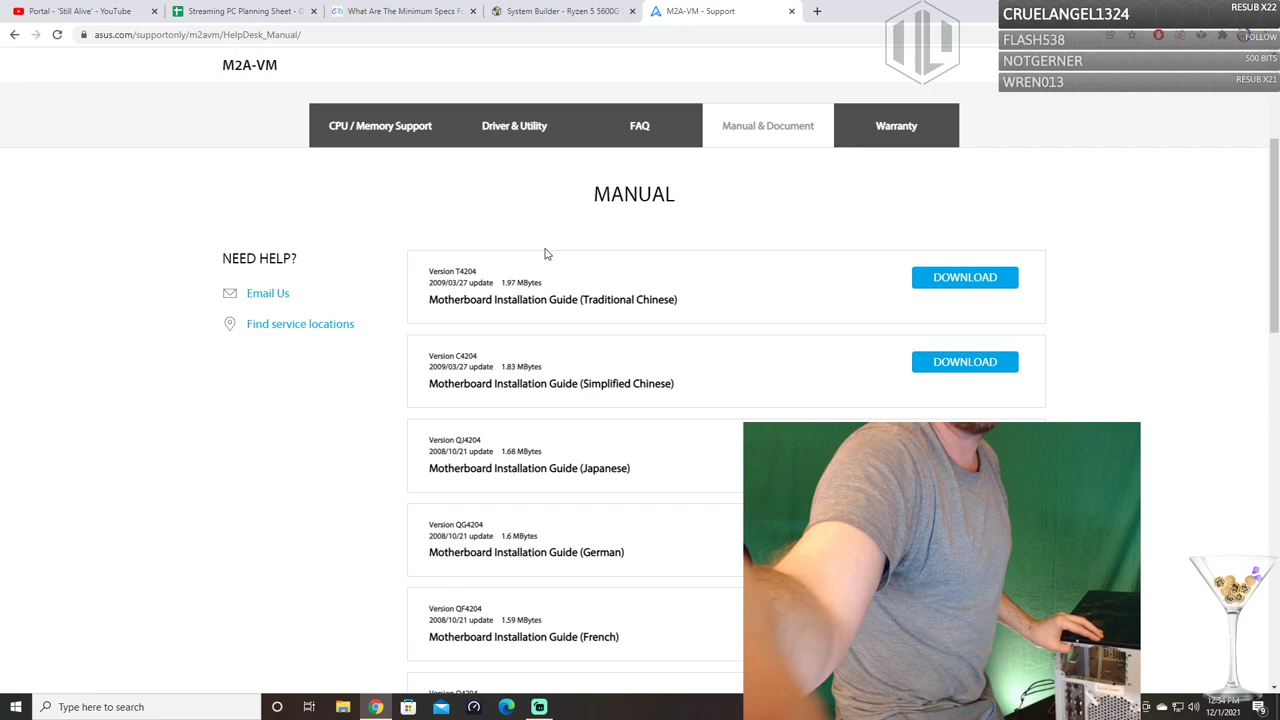 Portal - 'Still Alive' - YouTube
Streaming PC Planning Sheet - G
What Are The Minimum Specs Fo
System Builder - Ryzen 5 5600G
M2A-VM - Support
CRUELANGEL1324 RESUB X22
FLASH538 FOLLOW
NOTGERNER 500 BITS
WREN013 RESUB X21
asus.com/supportonly/m2avm/HelpDesk_Manual/
M2A-VM
CPU / Memory Support
Driver & Utility
FAQ
Manual & Document
Warranty
MANUAL
NEED HELP?
Email Us
Find service locations
Version T4204
2009/03/27 update 1.97 MBytes
Motherboard Installation Guide (Traditional Chinese)
DOWNLOAD
Version C4204
2009/03/27 update 1.83 MBytes
Motherboard Installation Guide (Simplified Chinese)
DOWNLOAD
Version QJ4204
2008/10/21 update 1.68 MBytes
Motherboard Installation Guide (Japanese)
Version QG4204
2008/10/21 update 1.6 MBytes
Motherboard Installation Guide (German)
Version QF4204
2008/10/21 update 1.59 MBytes
Motherboard Installation Guide (French)
Type here to search
12:34 PM
12/1/2021